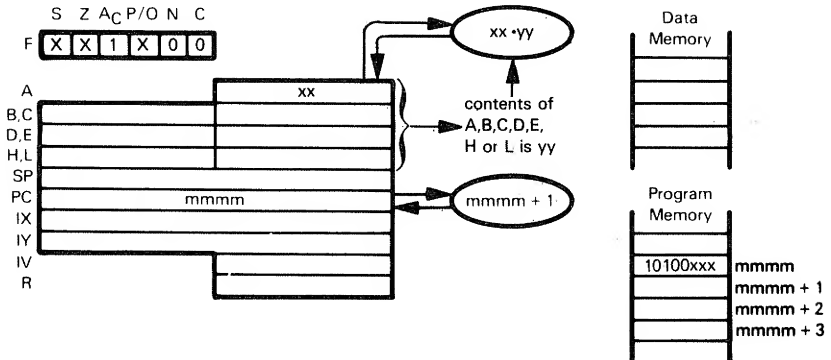 S Z AC P/O N C
F X X 1 X 0 0
A xx
B,C
D,E
H,L
SP
PC mmmm
IX
IY
IV
R
xx • yy
contents of
A,B,C,D,E,
H or L is yy
mmmm + 1
Data
Memory
Program
Memory
10100xxx mmmm
mmmm + 1
mmmm + 2
mmmm + 3